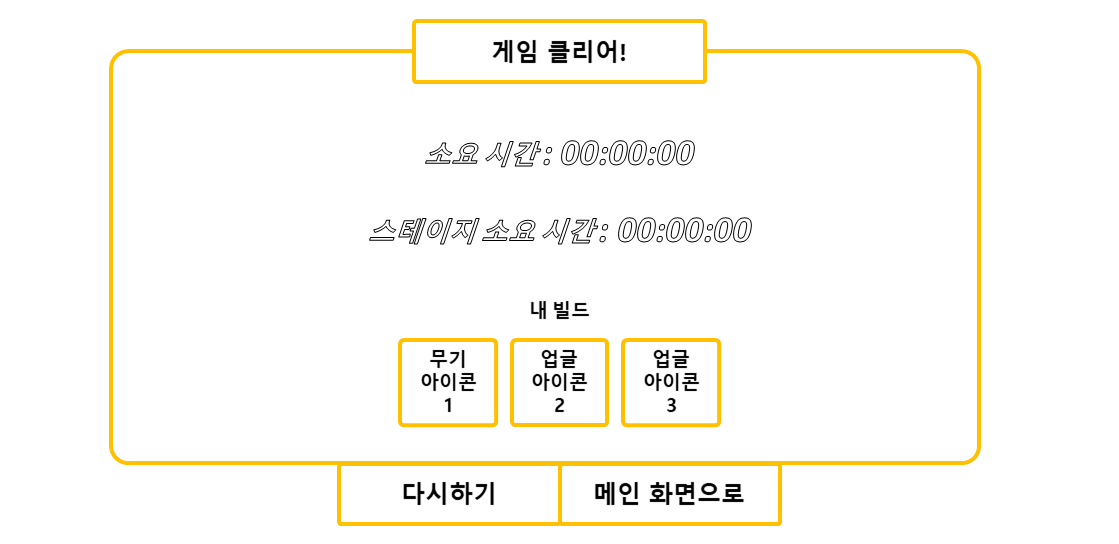 게임 클리어!
소요 시간 : 00:00:00
스테이지 소요 시간 : 00:00:00
내 빌드
무기
아이콘
1
업글
아이콘
2
업글
아이콘
3
다시하기
메인 화면으로